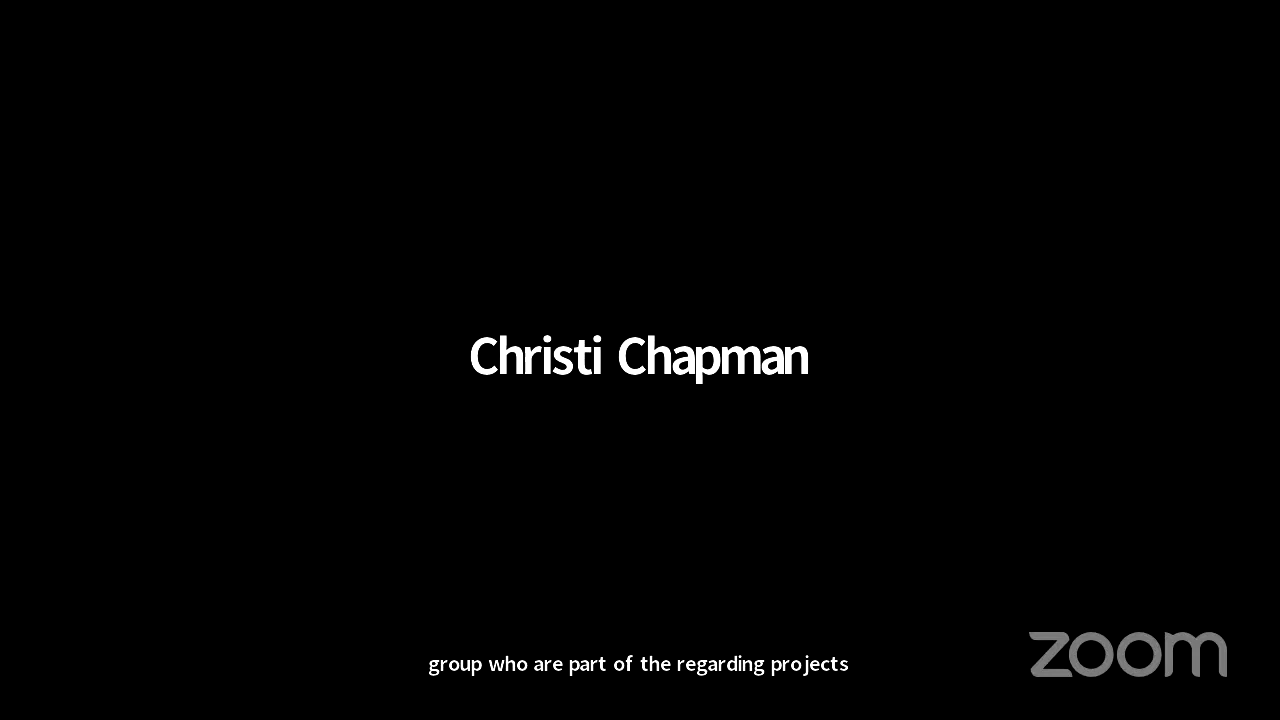 Christi Chapman
group who are part of the regarding projects
zoom